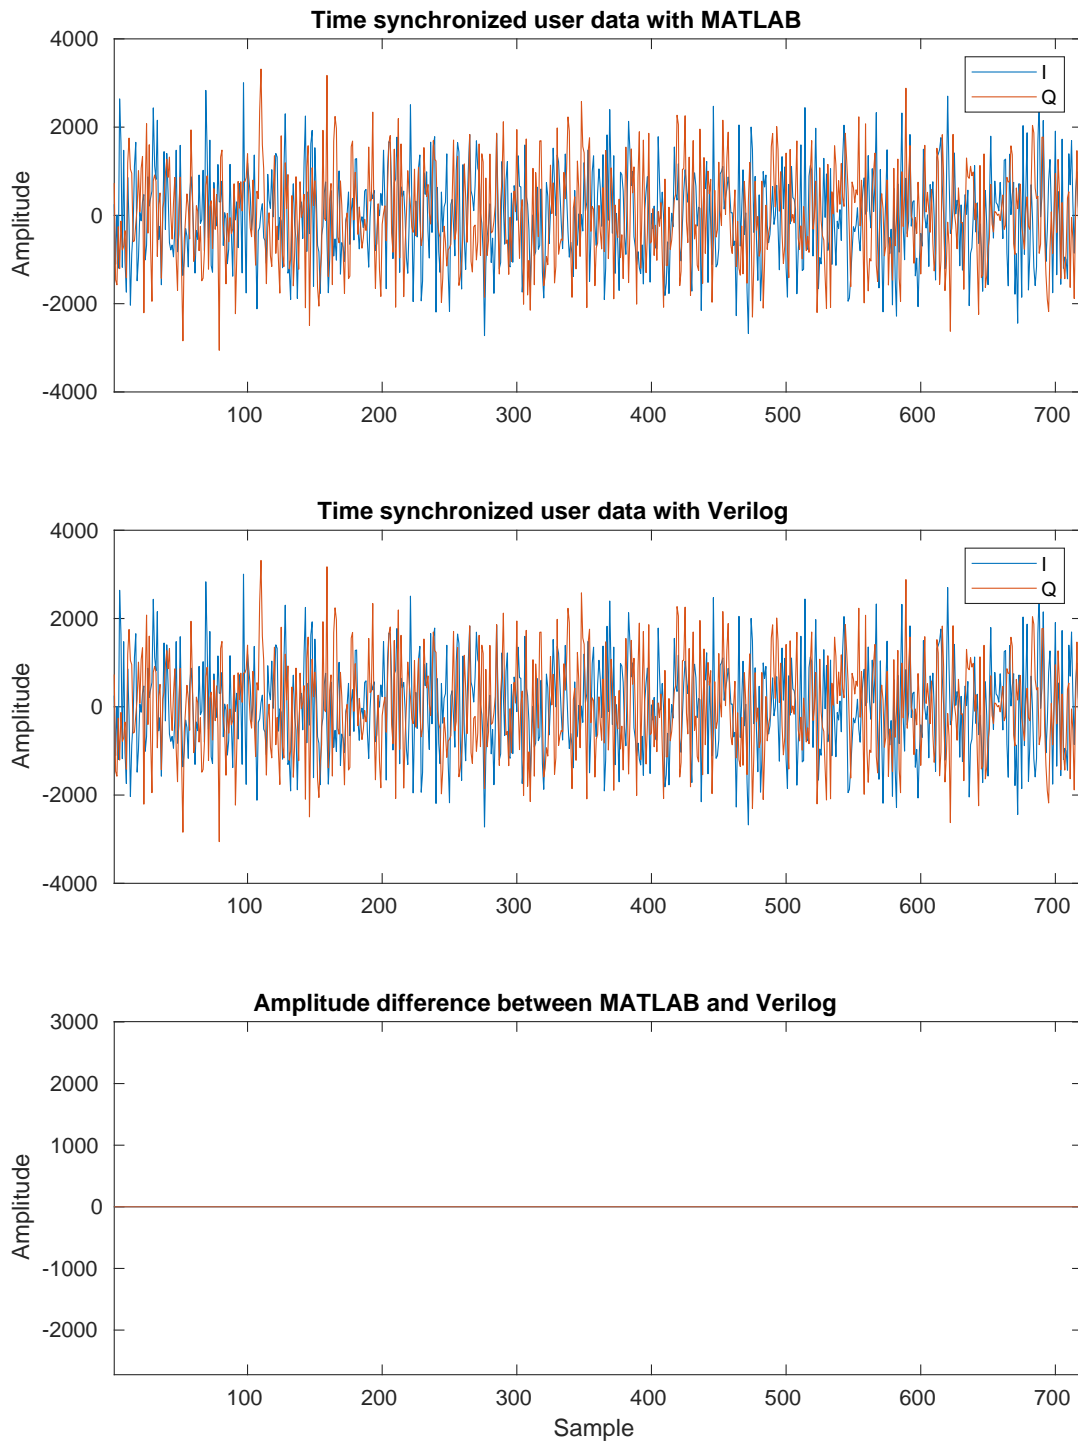 Time synchronized user data with MATLAB
4000
2000
0
-2000
-4000
Amplitude
I
Q
100 200 300 400 500 600 700
Time synchronized user data with Verilog
4000
2000
0
-2000
-4000
Amplitude
I
Q
100 200 300 400 500 600 700
Amplitude difference between MATLAB and Verilog
3000
2000
1000
0
-1000
-2000
Amplitude
100 200 300 400 500 600 700
Sample